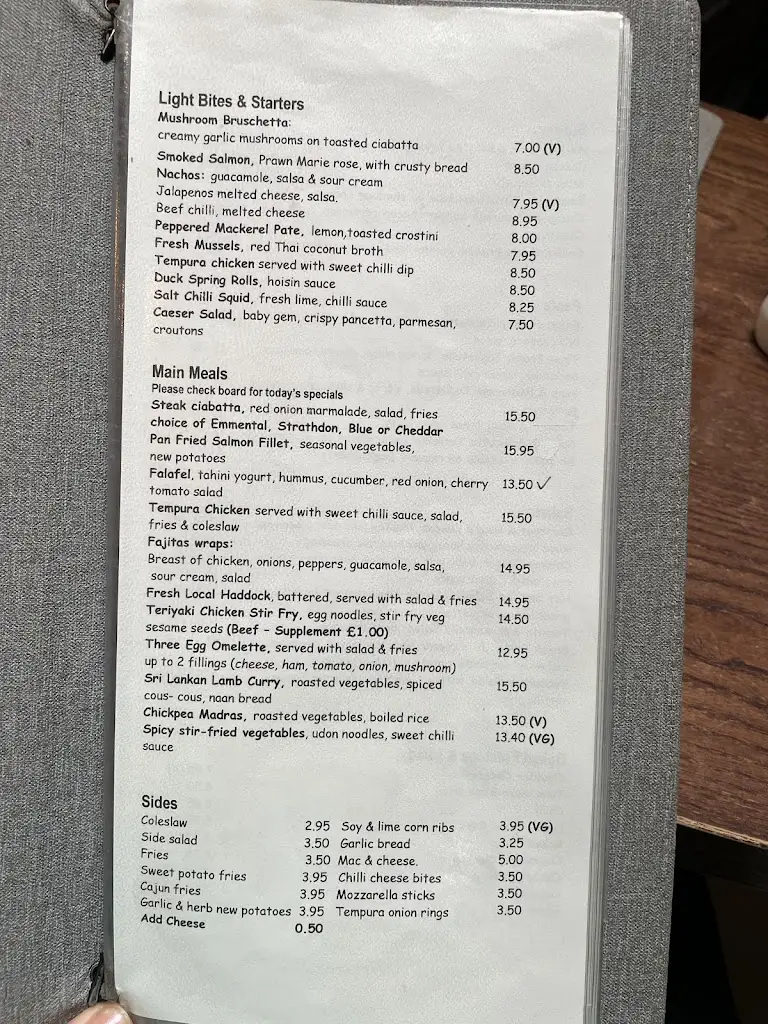 Light Bites & Starters
Mushroom Bruschetta:
creamy garlic mushrooms on toasted ciabatta 7.00 (V)
Smoked Salmon, Prawn Marie rose, with crusty bread 8.50
Nachos: guacamole, salsa & sour cream
Jalapenos melted cheese, salsa. 7.95 (V)
Beef chilli, melted cheese 8.95
Peppered Mackerel Pate, lemon,toasted crostini 8.00
Fresh Mussels, red Thai coconut broth 7.95
Tempura chicken served with sweet chilli dip 8.50
Duck Spring Rolls, hoisin sauce 8.50
Salt Chilli Squid, fresh lime, chilli sauce 8.25
Caeser Salad, baby gem, crispy pancetta, parmesan, 7.50
croutons
Main Meals
Please check board for today's specials
Steak ciabatta, red onion marmalade, salad, fries 15.50
choice of Emmental, Strathdon, Blue or Cheddar
Pan Fried Salmon Fillet, seasonal vegetables, 15.95
new potatoes
Falafel, tahini yogurt, hummus, cucumber, red onion, cherry 13.50 ✓
tomato salad
Tempura Chicken served with sweet chilli sauce, salad, 15.50
fries & coleslaw
Fajitas wraps:
Breast of chicken, onions, peppers, guacamole, salsa, 14.95
sour cream, salad
Fresh Local Haddock, battered, served with salad & fries 14.95
Teriyaki Chicken Stir Fry, egg noodles, stir fry veg 14.50
sesame seeds (Beef – Supplement £1.00)
Three Egg Omelette, served with salad & fries 12.95
up to 2 fillings (cheese, ham, tomato, onion, mushroom)
Sri Lankan Lamb Curry, roasted vegetables, spiced 15.50
cous- cous, naan bread
Chickpea Madras, roasted vegetables, boiled rice 13.50 (V)
Spicy stir-fried vegetables, udon noodles, sweet chilli 13.40 (VG)
sauce
Sides
Coleslaw 2.95 Soy & lime corn ribs 3.95 (VG)
Side salad 3.50 Garlic bread 3.25
Fries 3.50 Mac & cheese. 5.00
Sweet potato fries 3.95 Chilli cheese bites 3.50
Cajun fries 3.95 Mozzarella sticks 3.50
Garlic & herb new potatoes 3.95 Tempura onion rings 3.50
Add Cheese 0.50